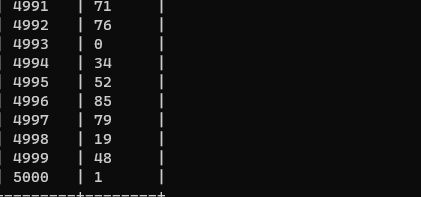 | 4991 | 71 |
| 4992 | 76 |
| 4993 | 0 |
| 4994 | 34 |
| 4995 | 52 |
| 4996 | 85 |
| 4997 | 79 |
| 4998 | 19 |
| 4999 | 48 |
| 5000 | 1 |
---------+--------+